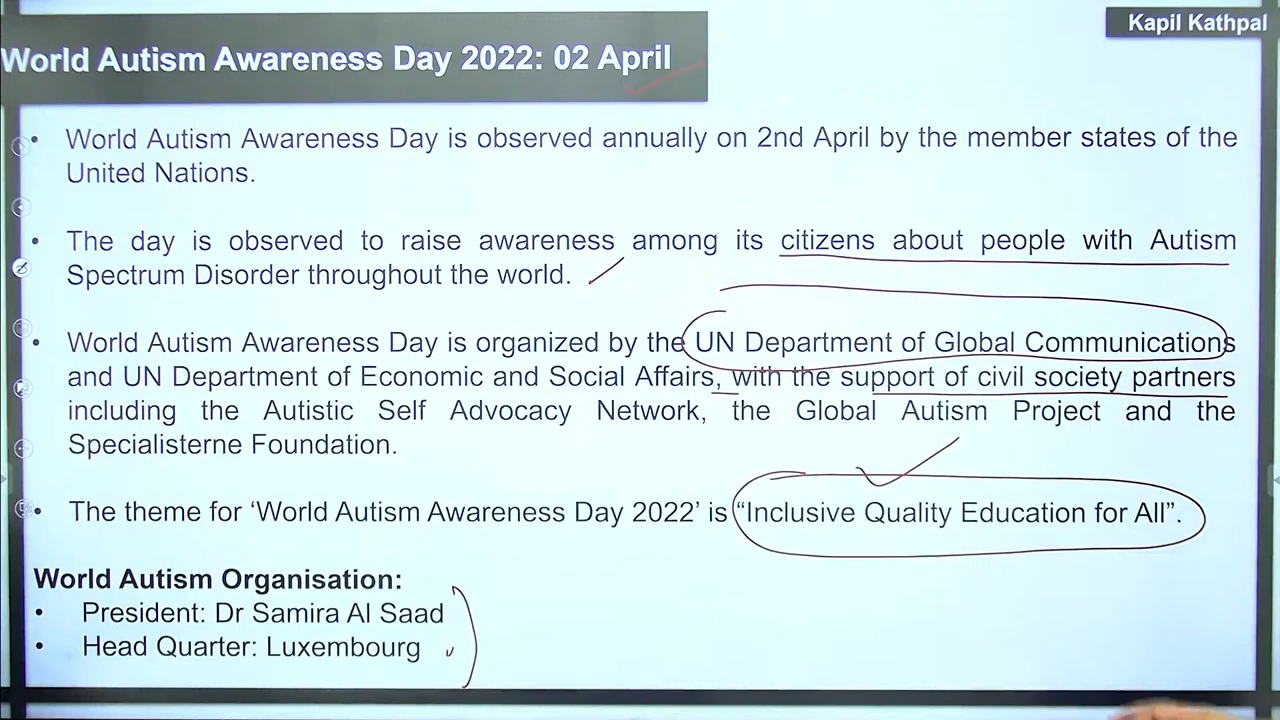 Kapil Kathpal
World Autism Awareness Day 2022: 02 April
• World Autism Awareness Day is observed annually on 2nd April by the member states of the
United Nations.
• The day is observed to raise awareness among its citizens about people with Autism
Spectrum Disorder throughout the world.
• World Autism Awareness Day is organized by the UN Department of Global Communications
and UN Department of Economic and Social Affairs, with the support of civil society partners
including the Autistic Self Advocacy Network, the Global Autism Project and the
Specialisterne Foundation.
• The theme for ‘World Autism Awareness Day 2022’ is “Inclusive Quality Education for All”.
World Autism Organisation:
• President: Dr Samira Al Saad
• Head Quarter: Luxembourg